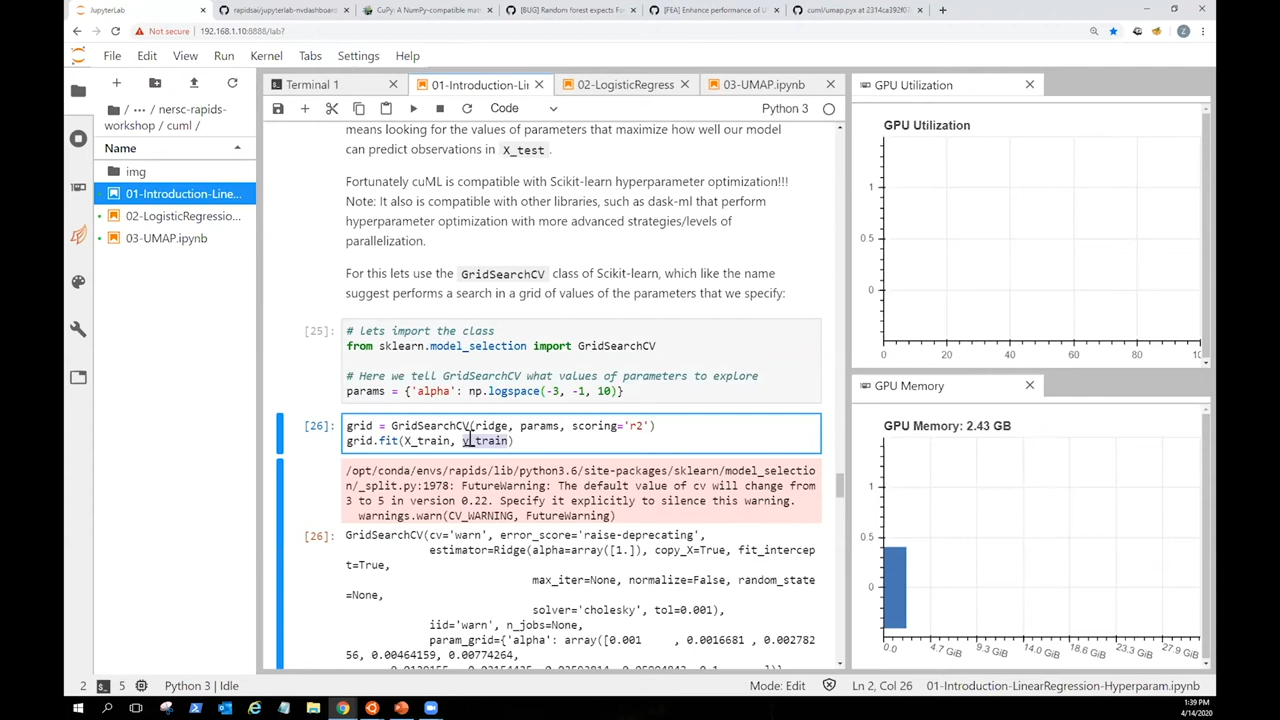 JupyterLab
rapidsai/jupyterlab-nvdashboard
CuPy: A NumPy-compatible mat
[BUG] Random forest expects For
[FEA] Enhance performance of U
cuml/umap.pyx at 2314ca392f07
Not secure
192.168.1.10:8888/lab?
File Edit View Run Kernel Tabs Settings Help
Terminal 1
01-Introduction-Lin
02-LogisticRegress
03-UMAP.ipynb
GPU Utilization
Code
Python 3
/ ··· / nersc-rapids-
workshop / cuml /
Name
img
01-Introduction-Line...
02-LogisticRegressio...
03-UMAP.ipynb
means looking for the values of parameters that maximize how well our model
can predict observations in X_test.
Fortunately cuML is compatible with Scikit-learn hyperparameter optimization!!!
Note: It also is compatible with other libraries, such as dask-ml that perform
hyperparameter optimization with more advanced strategies/levels of
parallelization.
For this lets use the GridSearchCV class of Scikit-learn, which like the name
suggest performs a search in a grid of values of the parameters that we specify:
[25]:
# lets import the class
from sklearn.model_selection import GridSearchCV
# Here we tell GridSearchCV what values of parameters to explore
params = {'alpha': np.logspace(-3, -1, 10)}
[26]:
grid = GridSearchCV(ridge, params, scoring='r2')
grid.fit(X_train, y_train)
/opt/conda/envs/rapids/lib/python3.6/site-packages/sklearn/model_selectio
n/_split.py:1978: FutureWarning: The default value of cv will change from
3 to 5 in version 0.22. Specify it explicitly to silence this warning.
warnings.warn(CV_WARNING, FutureWarning)
[26]:
GridSearchCV(cv='warn', error_score='raise-deprecating',
estimator=Ridge(alpha=array([1.]), copy_X=True, fit_intercep
t=True,
max_iter=None, normalize=False, random_state
=None,
solver='cholesky', tol=0.001),
iid='warn', n_jobs=None,
param_grid={'alpha': array([0.001     , 0.0016681 , 0.002782
56, 0.00464159, 0.00774264,
GPU Utilization
1
0.5
0
0 20 40 60 80 10
GPU Memory
GPU Memory: 2.43 GB
1
0.5
0
0.0 4.7 GiB 9.3 GiB 14.0 GiB 18.6 GiB 23.3 GiB 27.9 GiB
2
5
Python 3 | Idle
Mode: Edit
Ln 2, Col 26
01-Introduction-LinearRegression-Hyperparam.ipynb
1:39 PM
4/14/2020